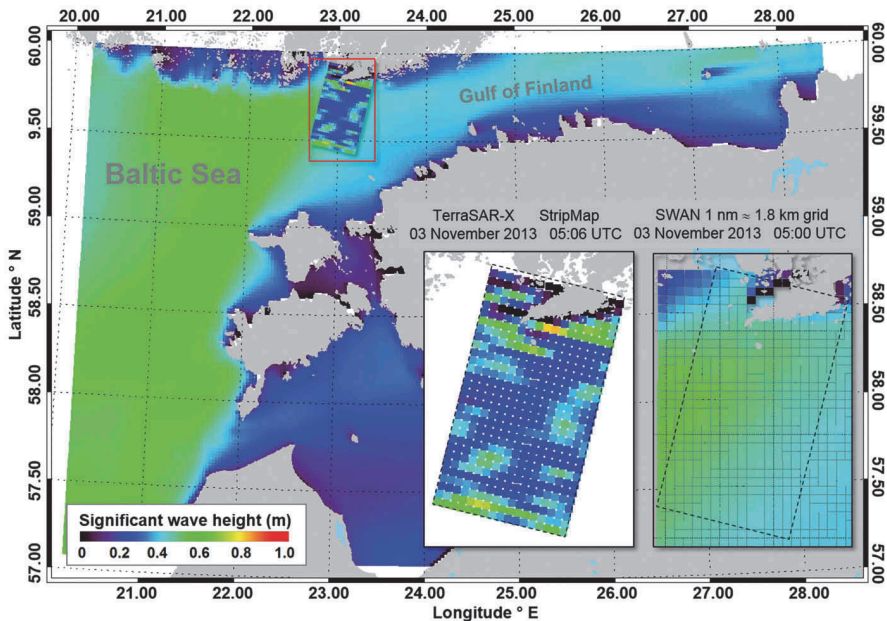 20.00 21.00 22.00 23.00 24.00 25.00 26.00 27.00 28.00
60.00
59.50
59.00
58.50
58.00
57.50
57.00
Latitude ° N
60.00
59.50
59.00
58.50
58.00
57.50
57.00
Gulf of Finland
Baltic Sea
TerraSAR-X StripMap
03 November 2013 05:06 UTC
SWAN 1 nm ≈ 1.8 km grid
03 November 2013 05:00 UTC
Significant wave height (m)
0 0.2 0.4 0.6 0.8 1.0
21.00 22.00 23.00 24.00 25.00 26.00 27.00 28.00
Longitude ° E